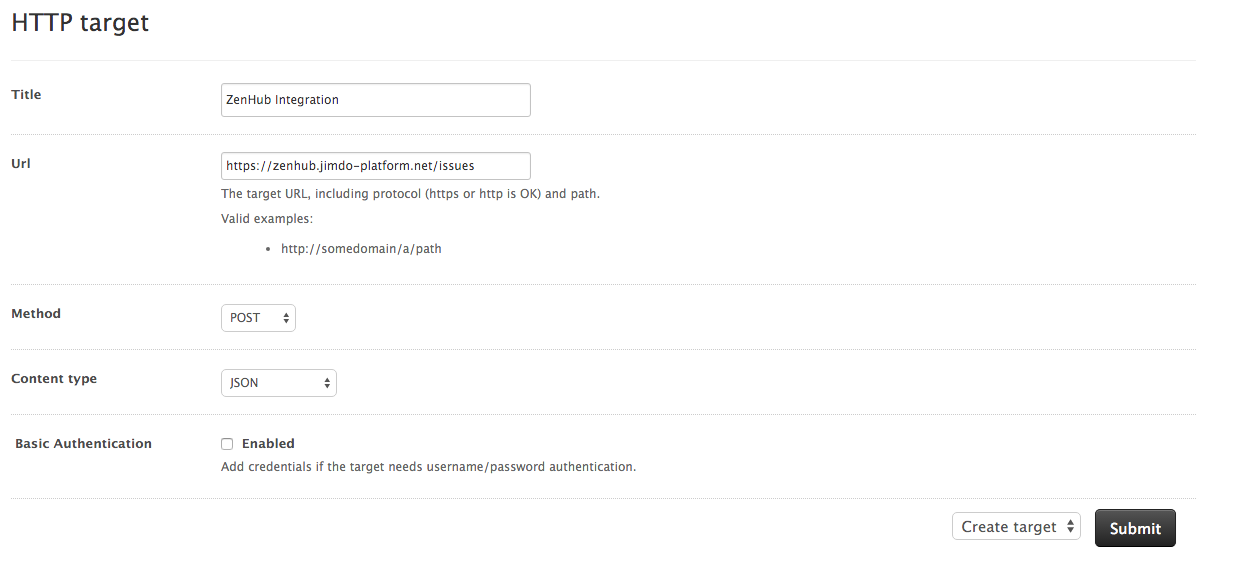 HTTP target
Title
ZenHub Integration
Url
https://zenhub.jimdo-platform.net/issues
The target URL, including protocol (https or http is OK) and path.
Valid examples:
• http://somedomain/a/path
Method
POST
Content type
JSON
Basic Authentication
Enabled
Add credentials if the target needs username/password authentication.
Create target
Submit